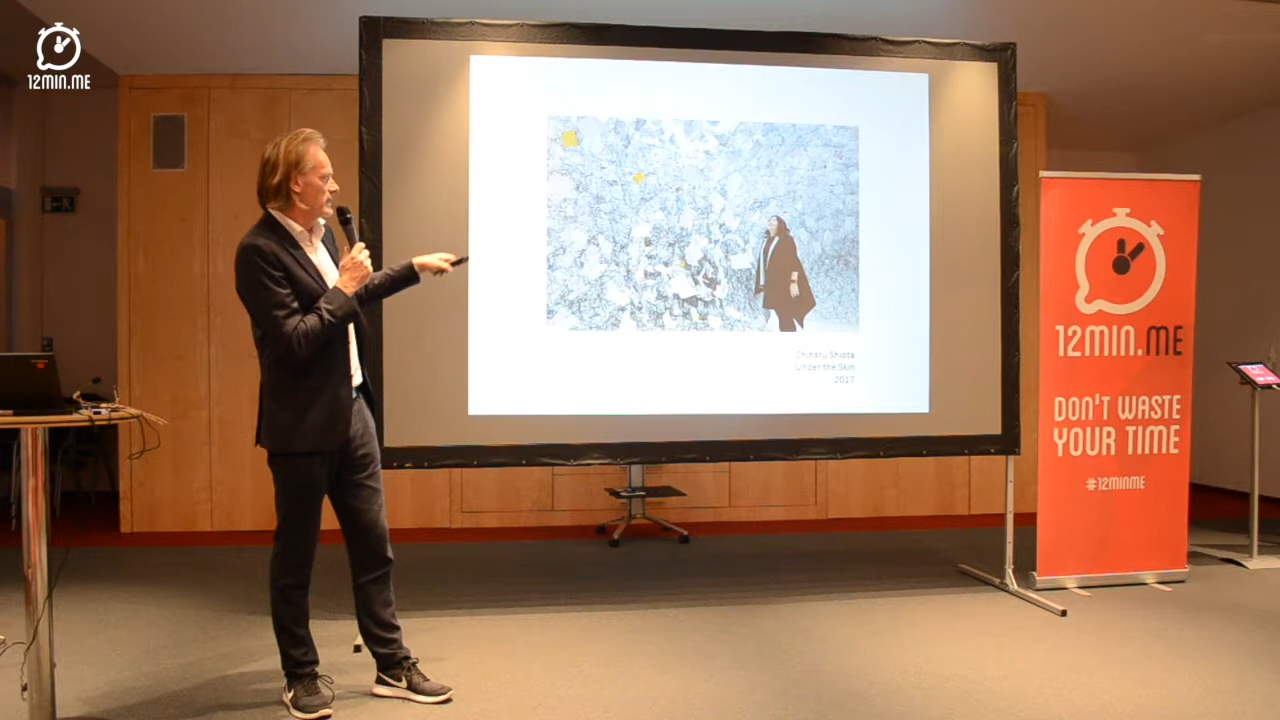 12MIN.ME
Chiharu Shiota
Under the Skin
2017
12MIN.ME
DON'T WASTE
YOUR TIME
#12MINME